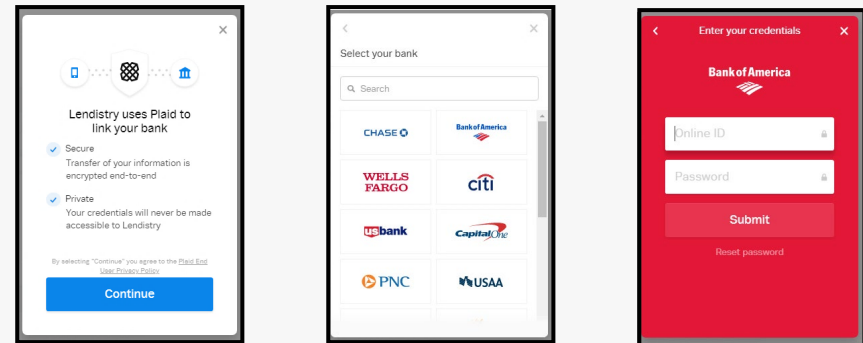 Lendistry uses Plaid to
link your bank
Secure
Transfer of your information is
encrypted end-to-end
Private
Your credentials will never be made
accessible to Lendistry
By selecting "Continue" you agree to the Plaid End
User Privacy Policy
Continue
Select your bank
Search
CHASE
Bank of America
WELLS
FARGO
citi
usbank
Capital One
PNC
USAA
Enter your credentials
Bank of America
Online ID
Password
Submit
Reset password